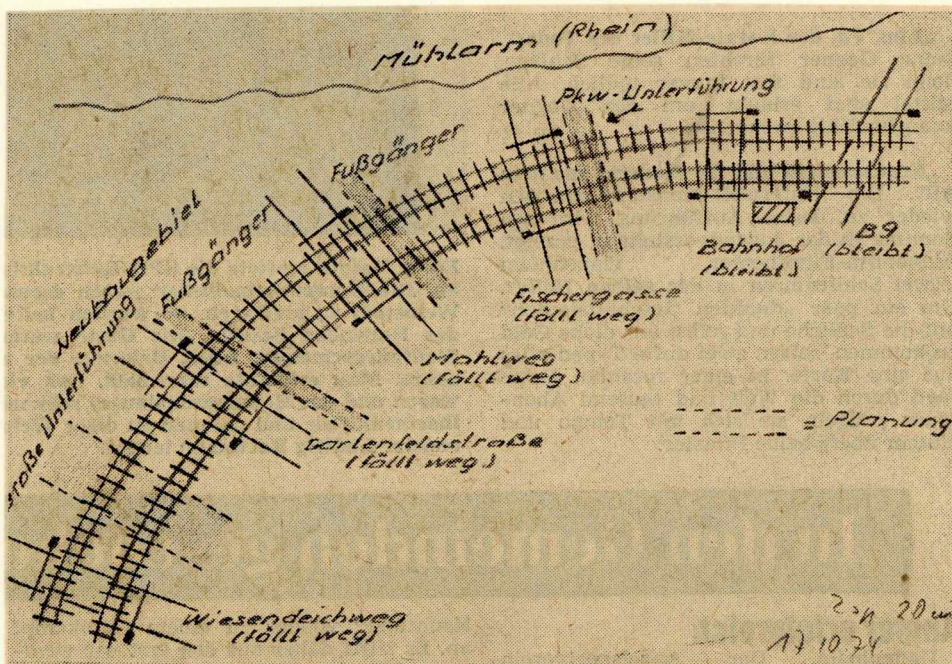 Mühlarm (Rhein)
Pkw-Unterführung
Fußgänger
Neubaugebiet
Fußgänger
große Unterführung
B9
(bleibt)
Bahnhof
(bleibt)
Fischergasse
(fällt weg)
Mahlweg
(fällt weg)
Gartenfeldstraße
(fällt weg)
= Planung
Wiesendeichweg
(fällt weg)
17 10.74